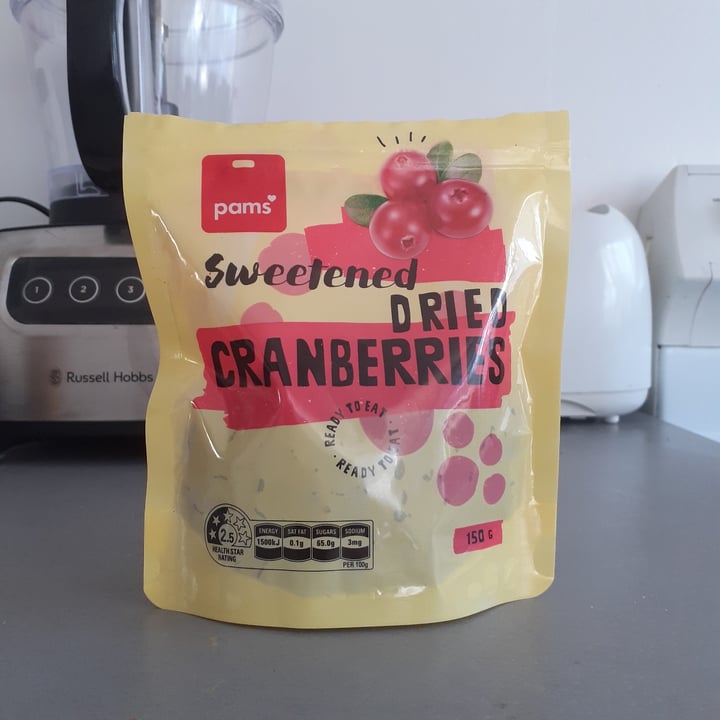 pams
Sweetened
DRIED
CRANBERRIES
READY TO EAT
· READY TO EAT ·
2.5
HEALTH STAR
RATING
ENERGY
1500kJ
SAT FAT
0.1g
SUGARS
65.0g
SODIUM
3mg
PER 100g
150 G
1 2 3
Russell Hobbs